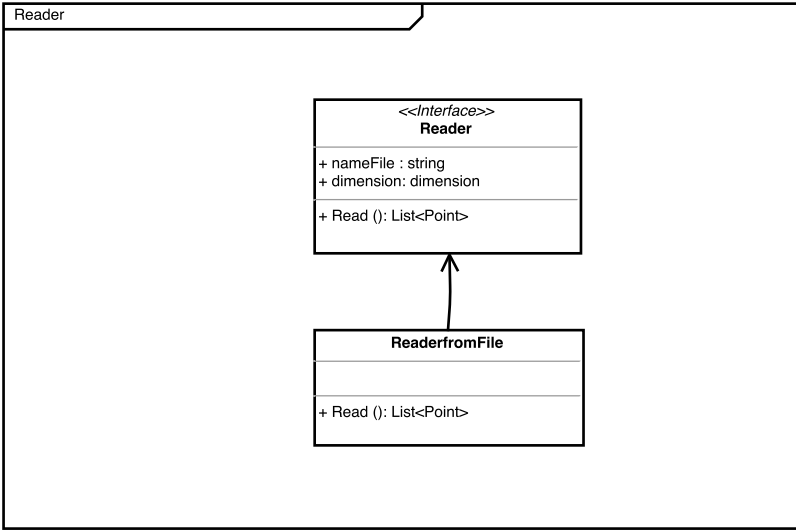 Reader
<<Interface>>
Reader
+ nameFile : string
+ dimension: dimension
+ Read (): List<Point>
ReaderfromFile
+ Read (): List<Point>